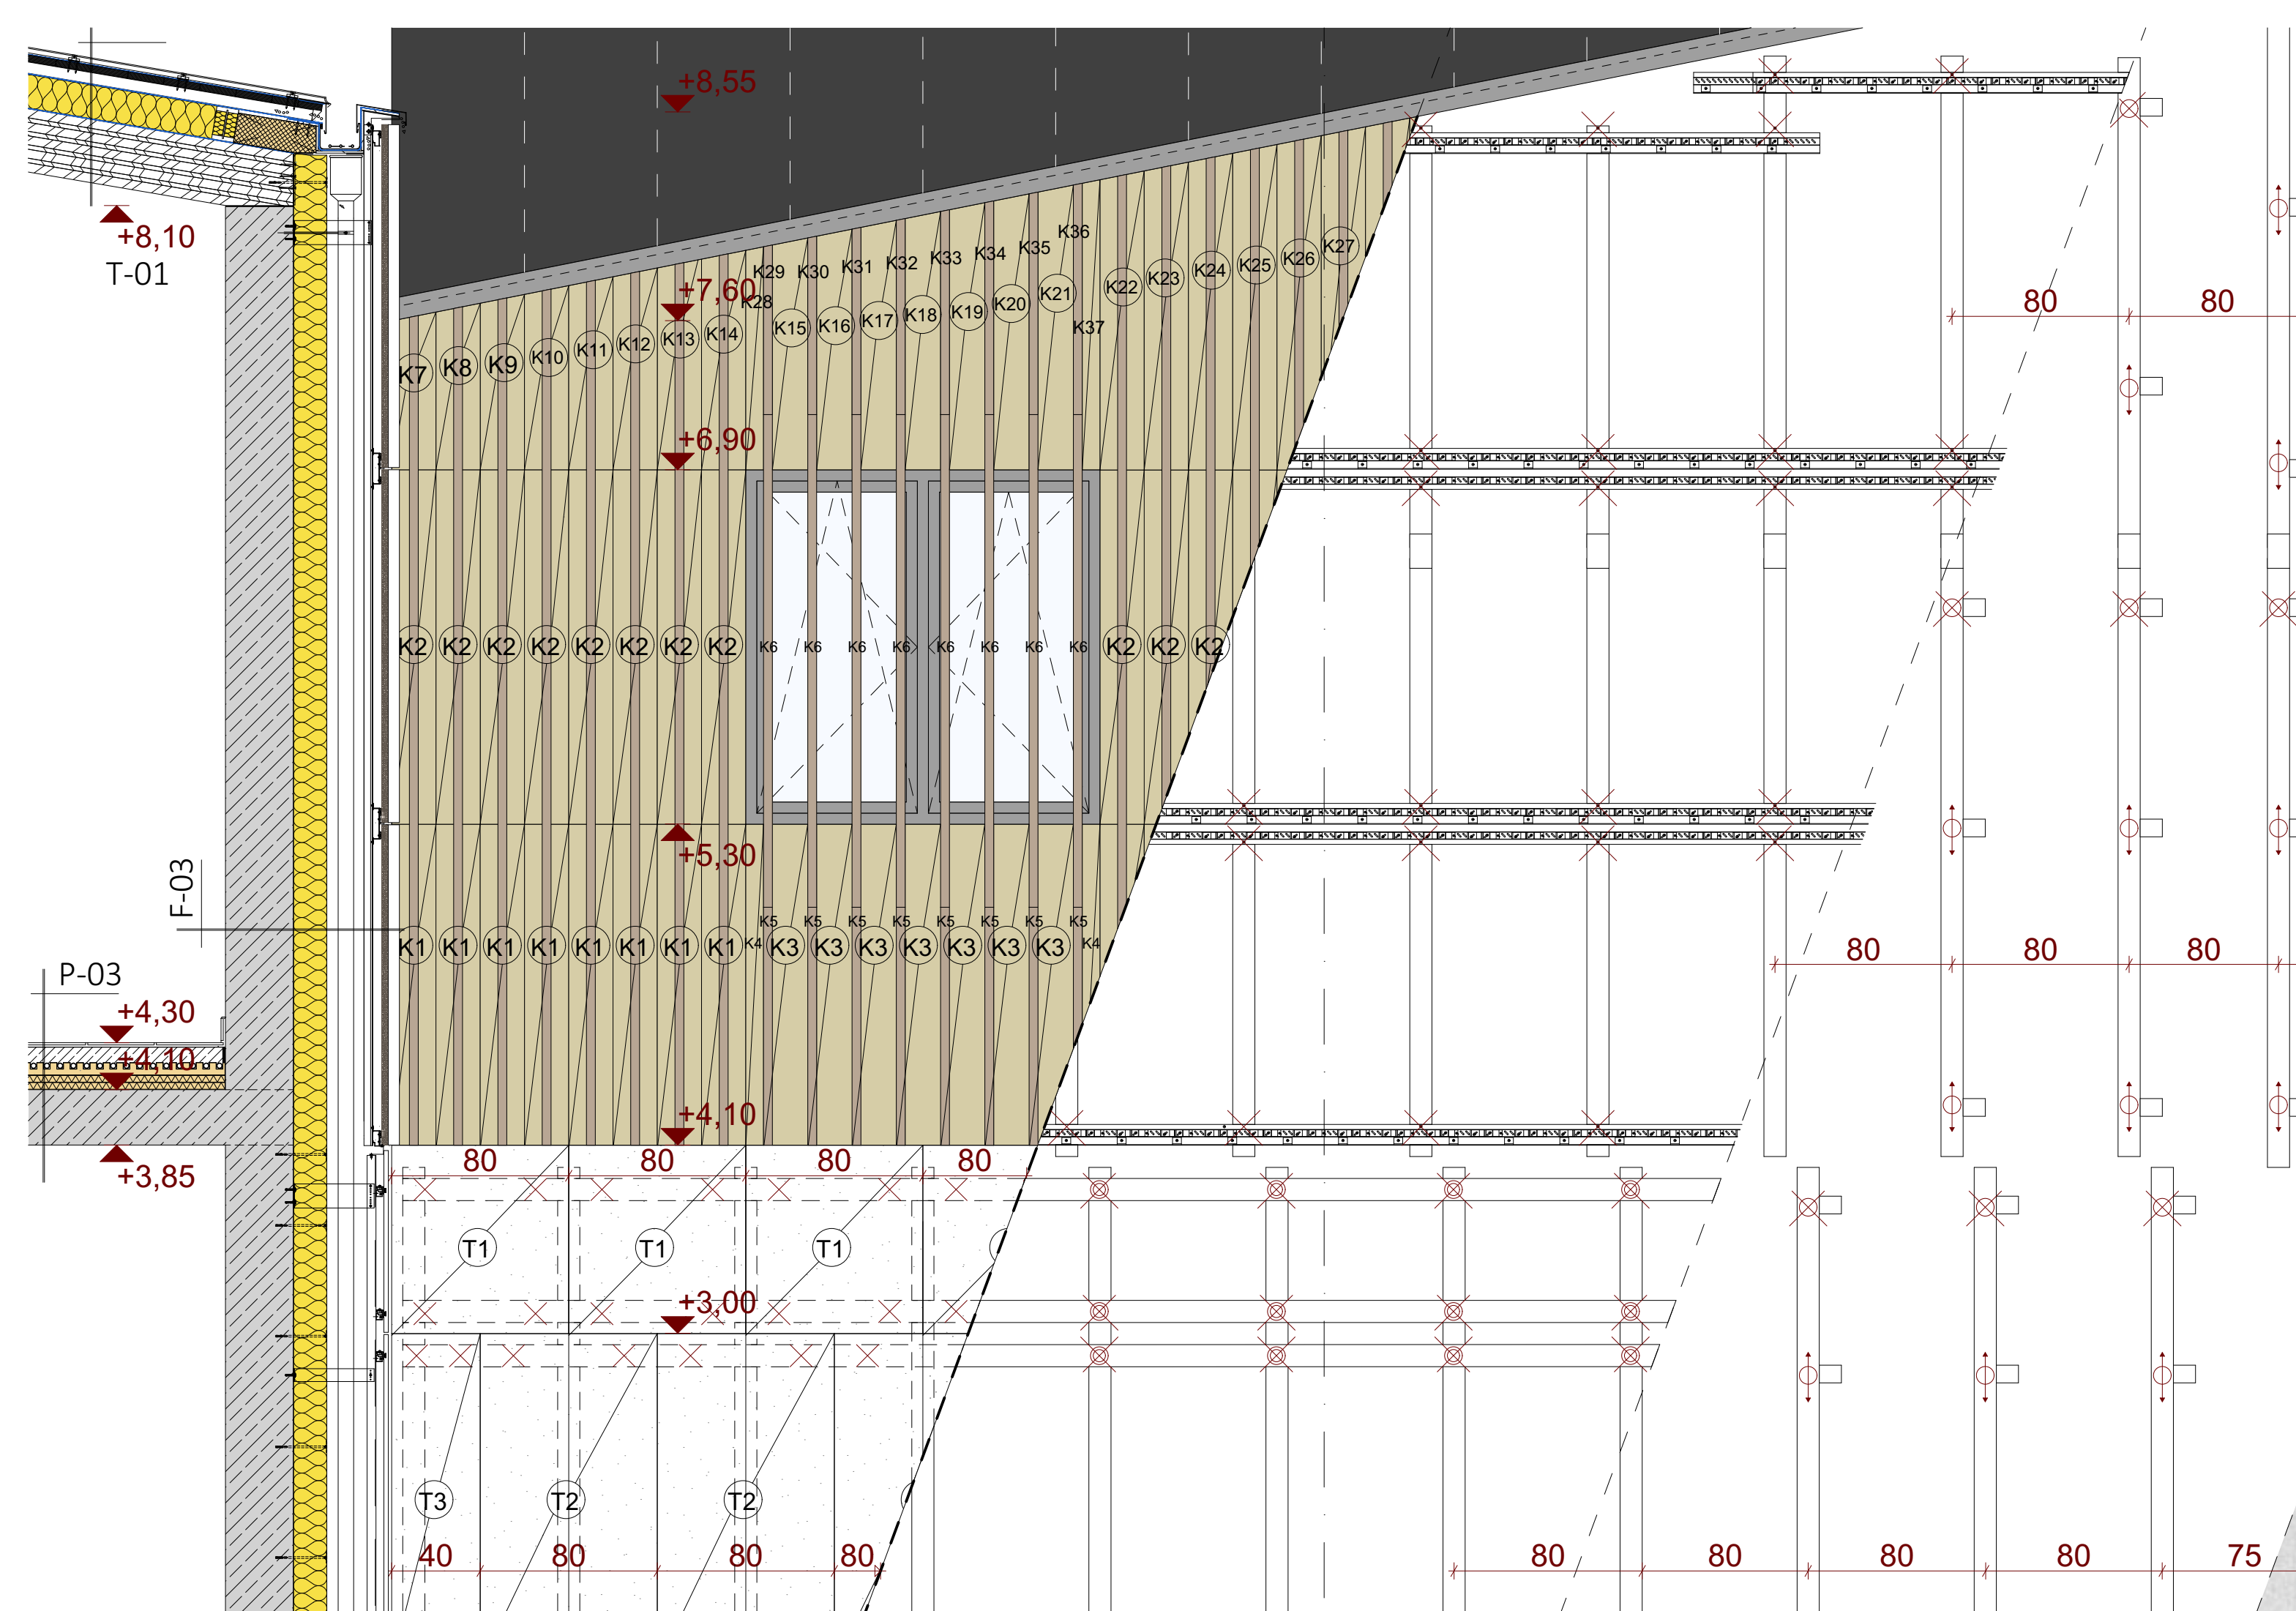 +8,55
+8,10
T-01
K36
K35
K34
K33
K32
K31
K30
K29
K28
+7,60
K27
K26
K25
K24
K23
K22
K21
K20
K19
K18
K17
K16
K15
K37
K14
K13
K12
K11
K10
K9
K8
K7
80 80
+6,90
K2 K2 K2 K2 K2 K2 K2 K2 K6 K6 K6 K6 K6 K6 K6 K6 K2 K2 K2
+5,30
F-03
K5 K5 K5 K5 K5 K5 K5 K5
K1 K1 K1 K1 K1 K1 K1 K1 K4 K3 K3 K3 K3 K3 K3 K3 K4
80 80 80
P-03
+4,30
+4,10
+4,10
+3,85
80 80 80 80
T1 T1 T1
+3,00
T3 T2 T2
40 80 80 80
80 80 80 80 75